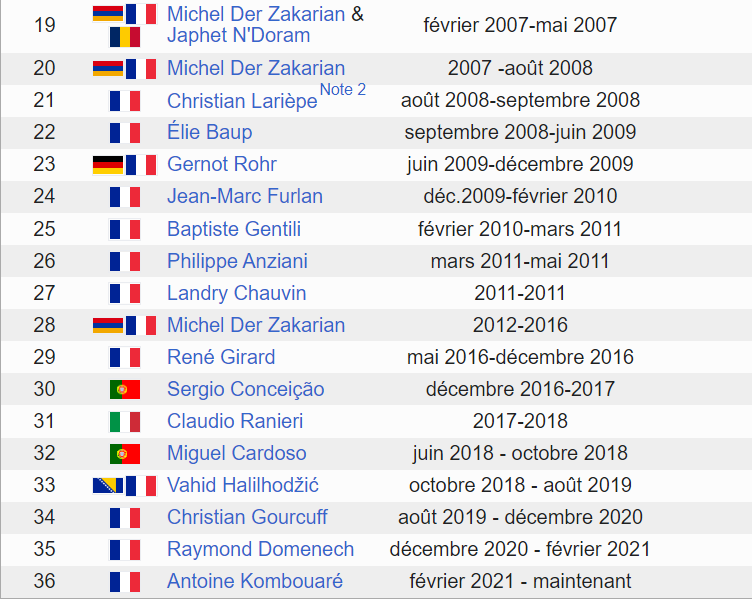 19 Michel Der Zakarian & février 2007-mai 2007
Japhet N'Doram
20 Michel Der Zakarian 2007 -août 2008
21 Christian Larièpe Note 2 août 2008-septembre 2008
22 Élie Baup septembre 2008-juin 2009
23 Gernot Rohr juin 2009-décembre 2009
24 Jean-Marc Furlan déc.2009-février 2010
25 Baptiste Gentili février 2010-mars 2011
26 Philippe Anziani mars 2011-mai 2011
27 Landry Chauvin 2011-2011
28 Michel Der Zakarian 2012-2016
29 René Girard mai 2016-décembre 2016
30 Sergio Conceição décembre 2016-2017
31 Claudio Ranieri 2017-2018
32 Miguel Cardoso juin 2018 - octobre 2018
33 Vahid Halilhodžić octobre 2018 - août 2019
34 Christian Gourcuff août 2019 - décembre 2020
35 Raymond Domenech décembre 2020 - février 2021
36 Antoine Kombouaré février 2021 - maintenant